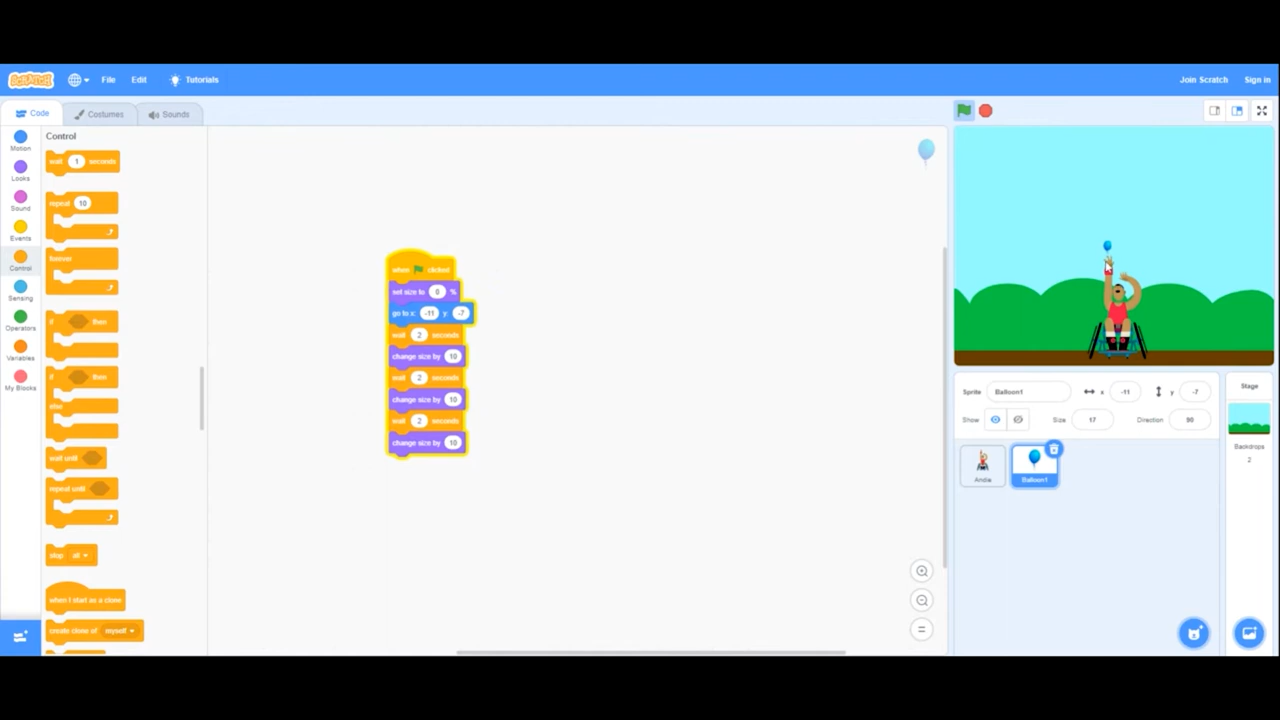 SCRATCH File Edit Tutorials Join Scratch Sign in
Code Costumes Sounds
Motion
Looks
Sound
Events
Control
Sensing
Operators
Variables
My Blocks
Control
wait 1 seconds
repeat 10
forever
if then
if then
else
wait until
repeat until
stop all
when I start as a clone
create clone of myself
when clicked
set size to 0 %
go to x: -11 y: -7
wait 2 seconds
change size by 10
wait 2 seconds
change size by 10
wait 2 seconds
change size by 10
Sprite Balloon1 x -11 y -7
Show Size 17 Direction 90
Andie
Balloon1
Stage
Backdrops
2